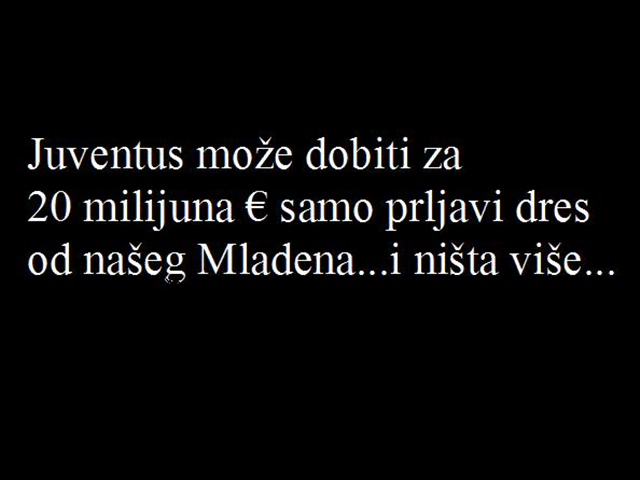 Juventus može dobiti za
20 milijuna € samo prljavi dres
od našeg Mladena...i ništa više...